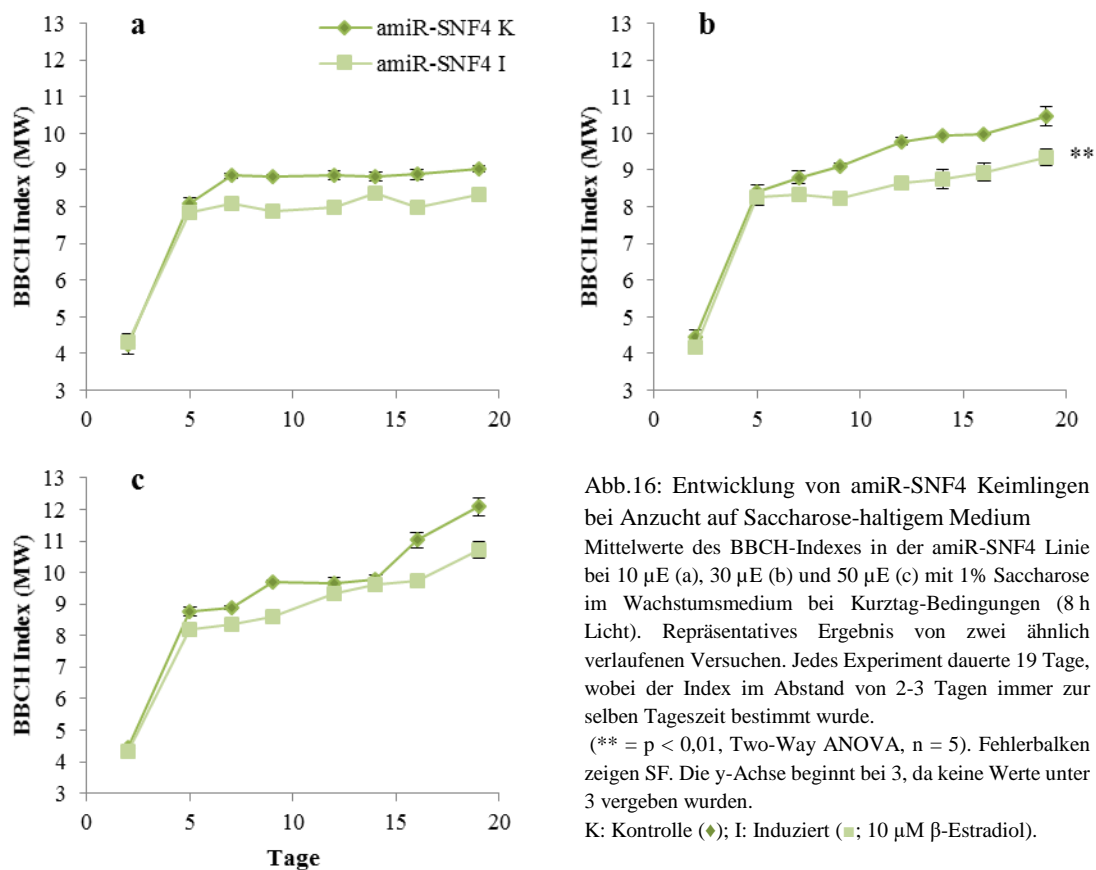 a
amiR-SNF4 K
amiR-SNF4 I
13
12
11
10
9
8
7
6
5
4
3
BBCH Index (MW)
0
5
10
15
20
b
13
12
11
10
9
8
7
6
5
4
3
BBCH Index (MW)
**
0
5
10
15
20
c
13
12
11
10
9
8
7
6
5
4
3
BBCH Index (MW)
0
5
10
15
20
Tage
Abb.16: Entwicklung von amiR-SNF4 Keimlingen
bei Anzucht auf Saccharose-haltigem Medium
Mittelwerte des BBCH-Indexes in der amiR-SNF4 Linie
bei 10 µE (a), 30 µE (b) und 50 µE (c) mit 1% Saccharose
im Wachstumsmedium bei Kurztag-Bedingungen (8 h
Licht). Repräsentatives Ergebnis von zwei ähnlich
verlaufenen Versuchen. Jedes Experiment dauerte 19 Tage,
wobei der Index im Abstand von 2-3 Tagen immer zur
selben Tageszeit bestimmt wurde.
(** = p < 0,01, Two-Way ANOVA, n = 5). Fehlerbalken
zeigen SF. Die y-Achse beginnt bei 3, da keine Werte unter
3 vergeben wurden.
K: Kontrolle (♦); I: Induziert (■; 10 µM β-Estradiol).